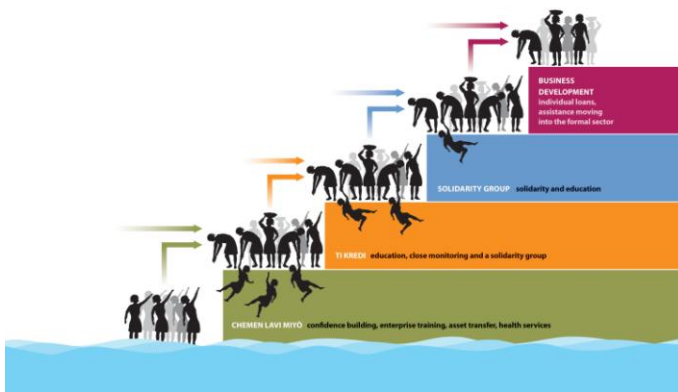 BUSINESS
DEVELOPMENT
individual loans,
assistance moving
into the formal sector
SOLIDARITY GROUP solidarity and education
TI KREDI education, close monitoring and a solidarity group
CHEMEN LAVI MIYÒ confidence building, enterprise training, asset transfer, health services